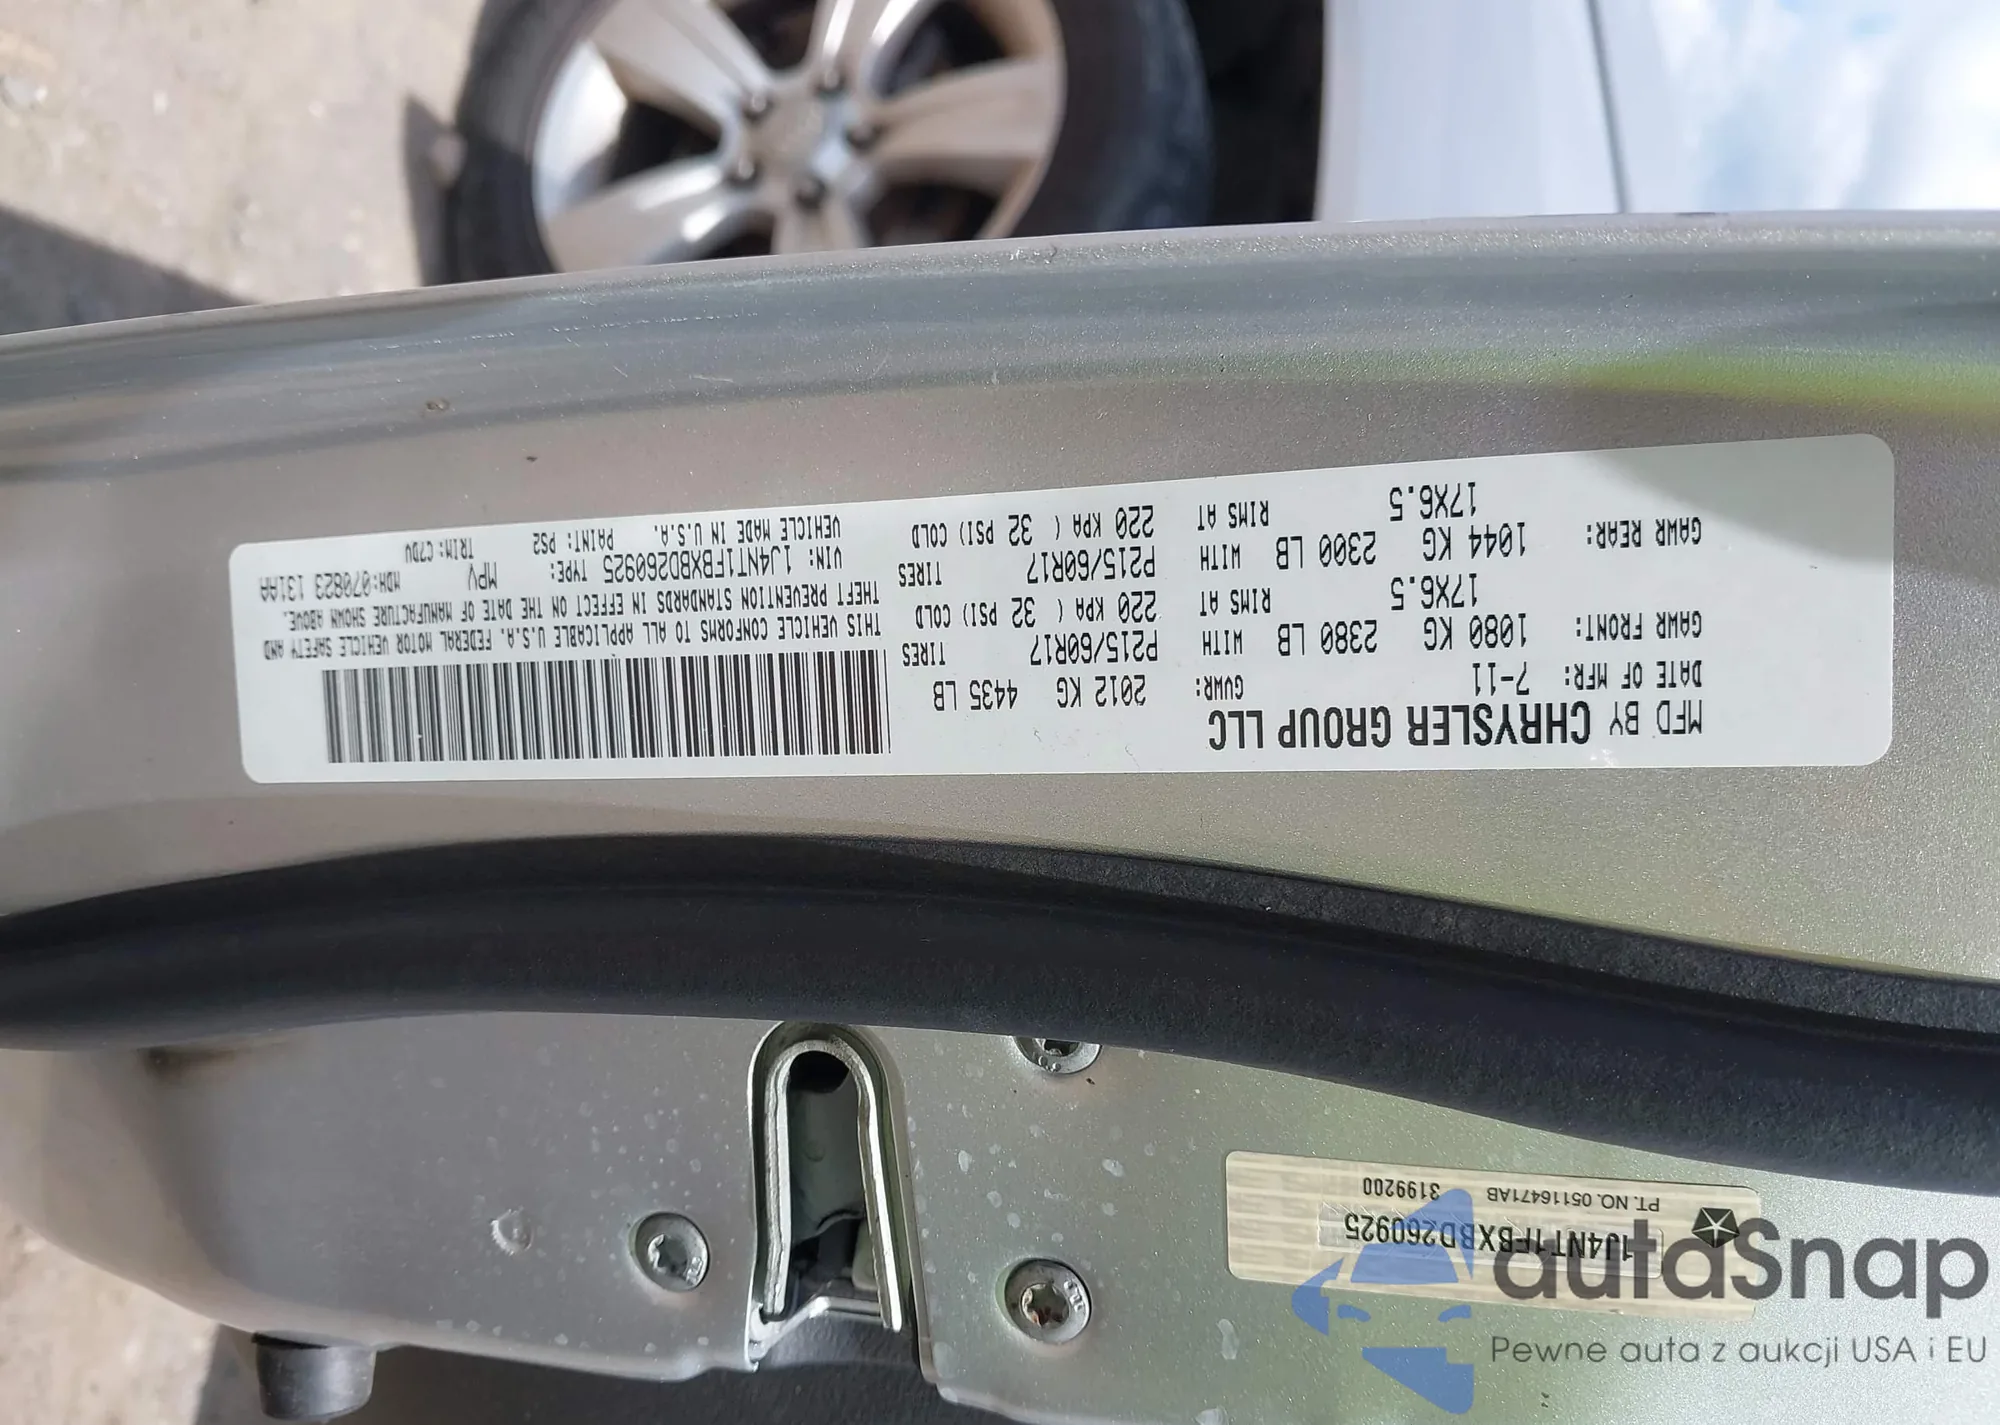 MFD BY CHRYSLER GROUP LLC
DATE OF MFR: 7-11 GVWR: 2012 KG 4435 LB
GAWR FRONT: 1080 KG 2380 LB WITH P215/60R17 TIRES
17X6.5 RIMS AT 220 KPA ( 32 PSI) COLD
GAWR REAR: 1044 KG 2300 LB WITH P215/60R17 TIRES
17X6.5 RIMS AT 220 KPA ( 32 PSI) COLD
THIS VEHICLE CONFORMS TO ALL APPLICABLE U.S.A. FEDERAL MOTOR VEHICLE SAFETY AND
THEFT PREVENTION STANDARDS IN EFFECT ON THE DATE OF MANUFACTURE SHOWN ABOVE.
VIN: 1J4NT1FBXBD260925 TYPE: MPV MDH:070823 131AA
VEHICLE MADE IN U.S.A. PAINT: PS2 TRIM: C7DV
1J4NT1FBXBD260925
PT. NO. 05116471AB 3199200
autoSnap
Pewne auta z aukcji USA i EU